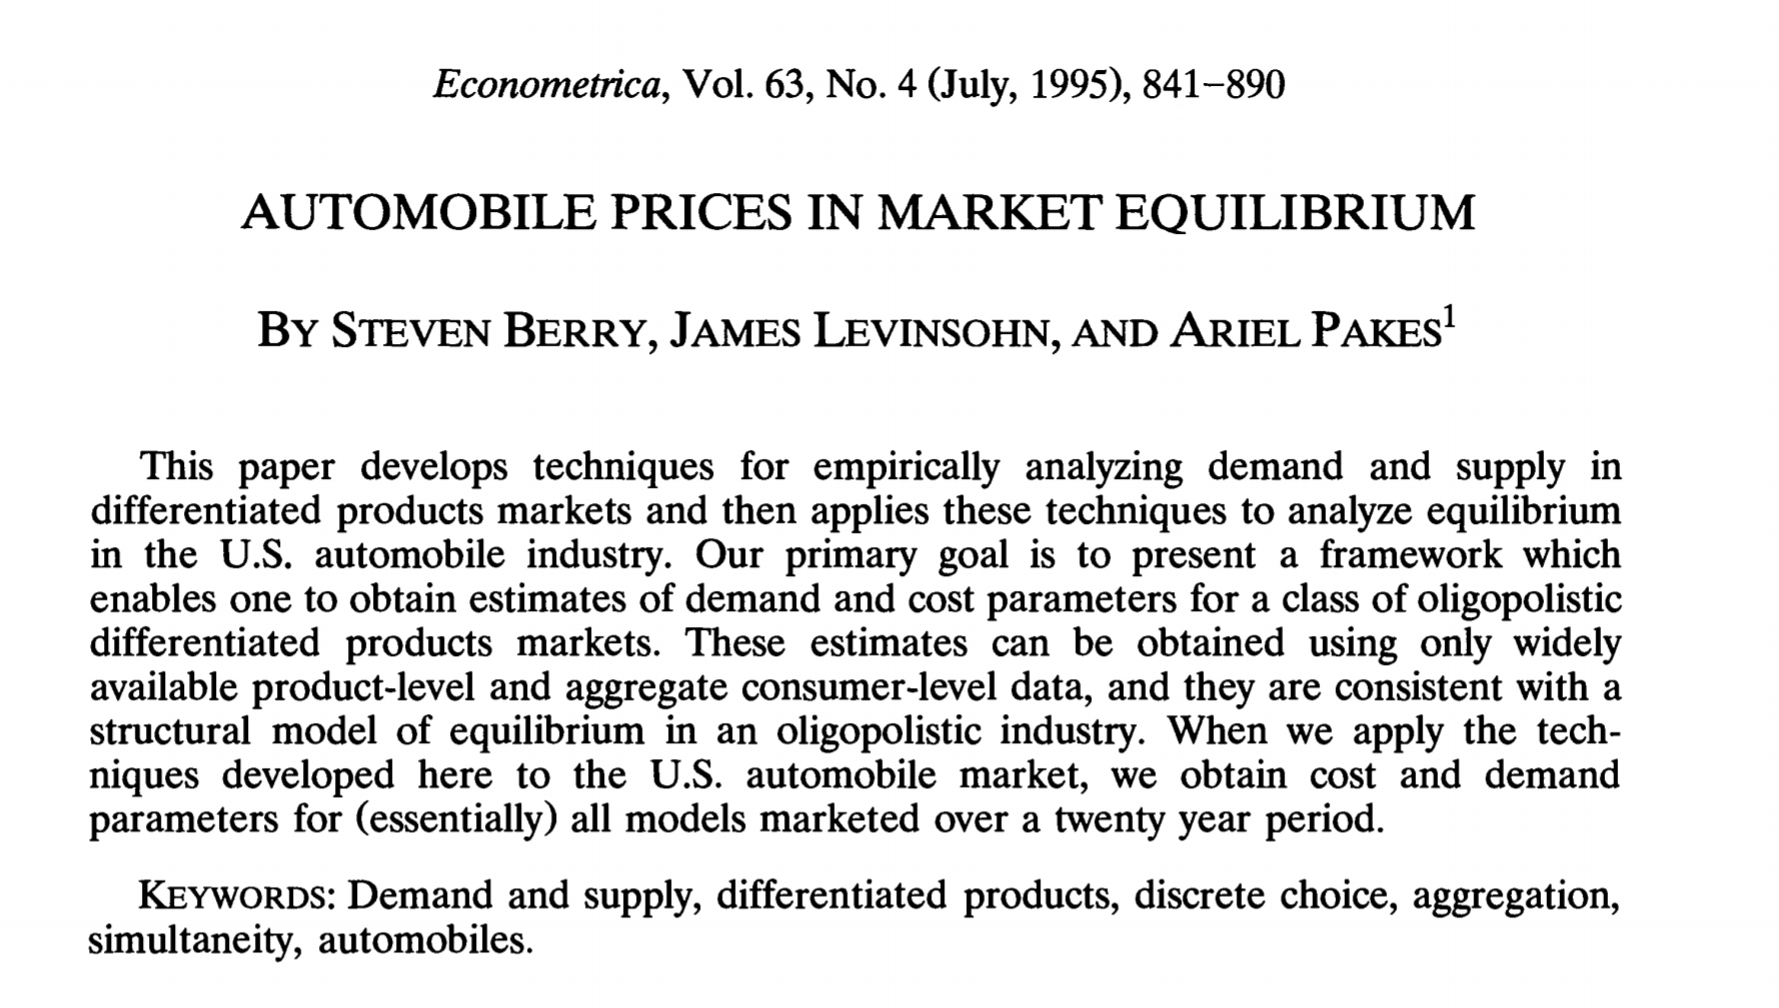 Econometrica, Vol. 63, No. 4 (July, 1995), 841–890
AUTOMOBILE PRICES IN MARKET EQUILIBRIUM
BY STEVEN BERRY, JAMES LEVINSOHN, AND ARIEL PAKES¹
This paper develops techniques for empirically analyzing demand and supply in
differentiated products markets and then applies these techniques to analyze equilibrium
in the U.S. automobile industry. Our primary goal is to present a framework which
enables one to obtain estimates of demand and cost parameters for a class of oligopolistic
differentiated products markets. These estimates can be obtained using only widely
available product-level and aggregate consumer-level data, and they are consistent with a
structural model of equilibrium in an oligopolistic industry. When we apply the tech-
niques developed here to the U.S. automobile market, we obtain cost and demand
parameters for (essentially) all models marketed over a twenty year period.
KEYWORDS: Demand and supply, differentiated products, discrete choice, aggregation,
simultaneity, automobiles.